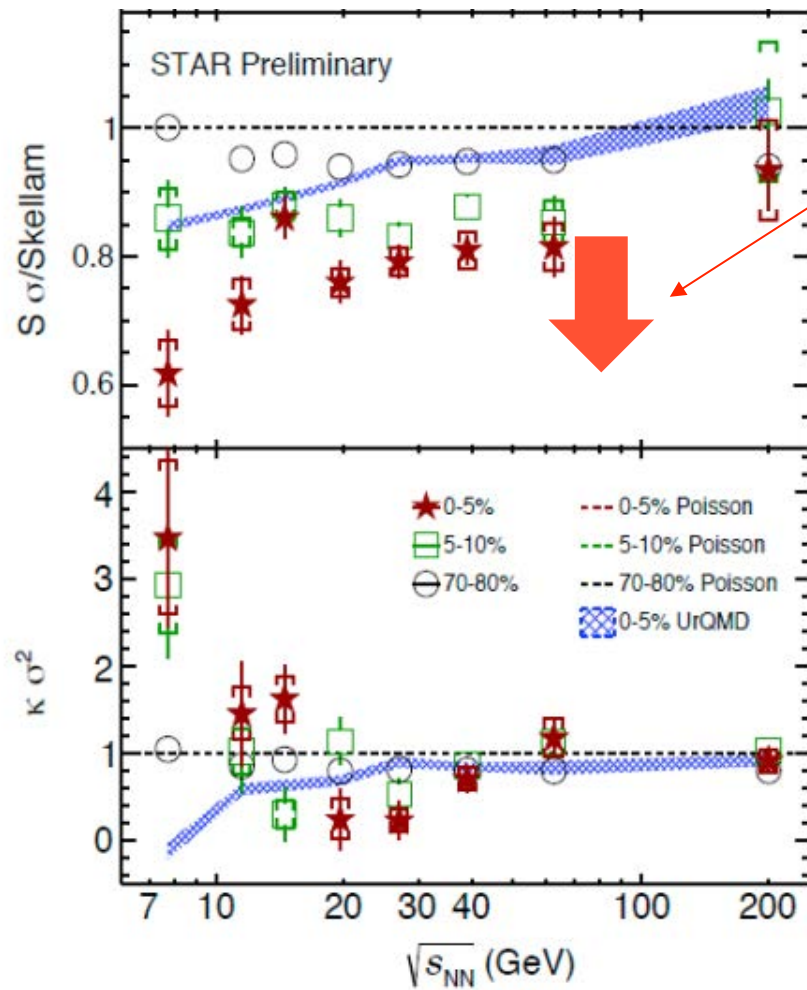 STAR Preliminary
S σ/Skellam
1
0.8
0.6
κ σ²
4
3
2
1
0
0-5%
5-10%
70-80%
0-5% Poisson
5-10% Poisson
70-80% Poisson
0-5% UrQMD
7
10
20
30
40
100
200
√sNN (GeV)